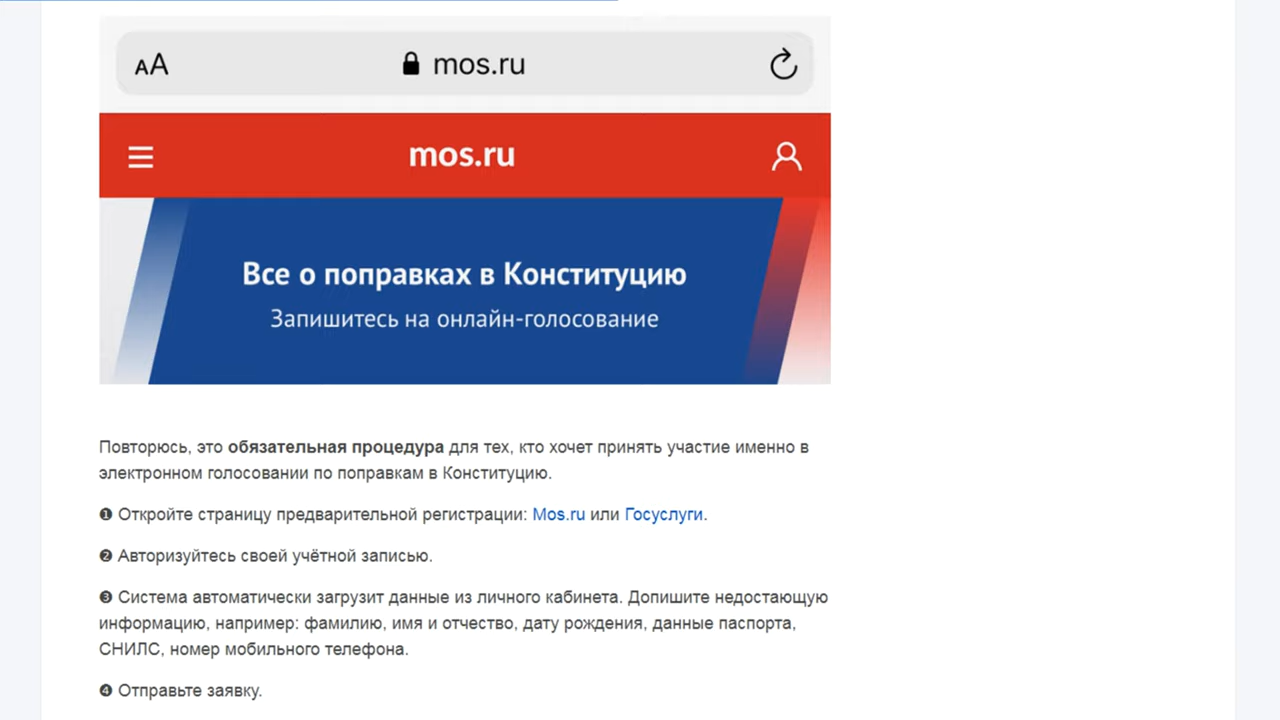 AA mos.ru
mos.ru
Все о поправках в Конституцию
Запишитесь на онлайн-голосование
Повторюсь, это обязательная процедура для тех, кто хочет принять участие именно в
электронном голосовании по поправкам в Конституцию.
❶ Откройте страницу предварительной регистрации: Mos.ru или Госуслуги.
❷ Авторизуйтесь своей учётной записью.
❸ Система автоматически загрузит данные из личного кабинета. Допишите недостающую
информацию, например: фамилию, имя и отчество, дату рождения, данные паспорта,
СНИЛС, номер мобильного телефона.
❹ Отправьте заявку.